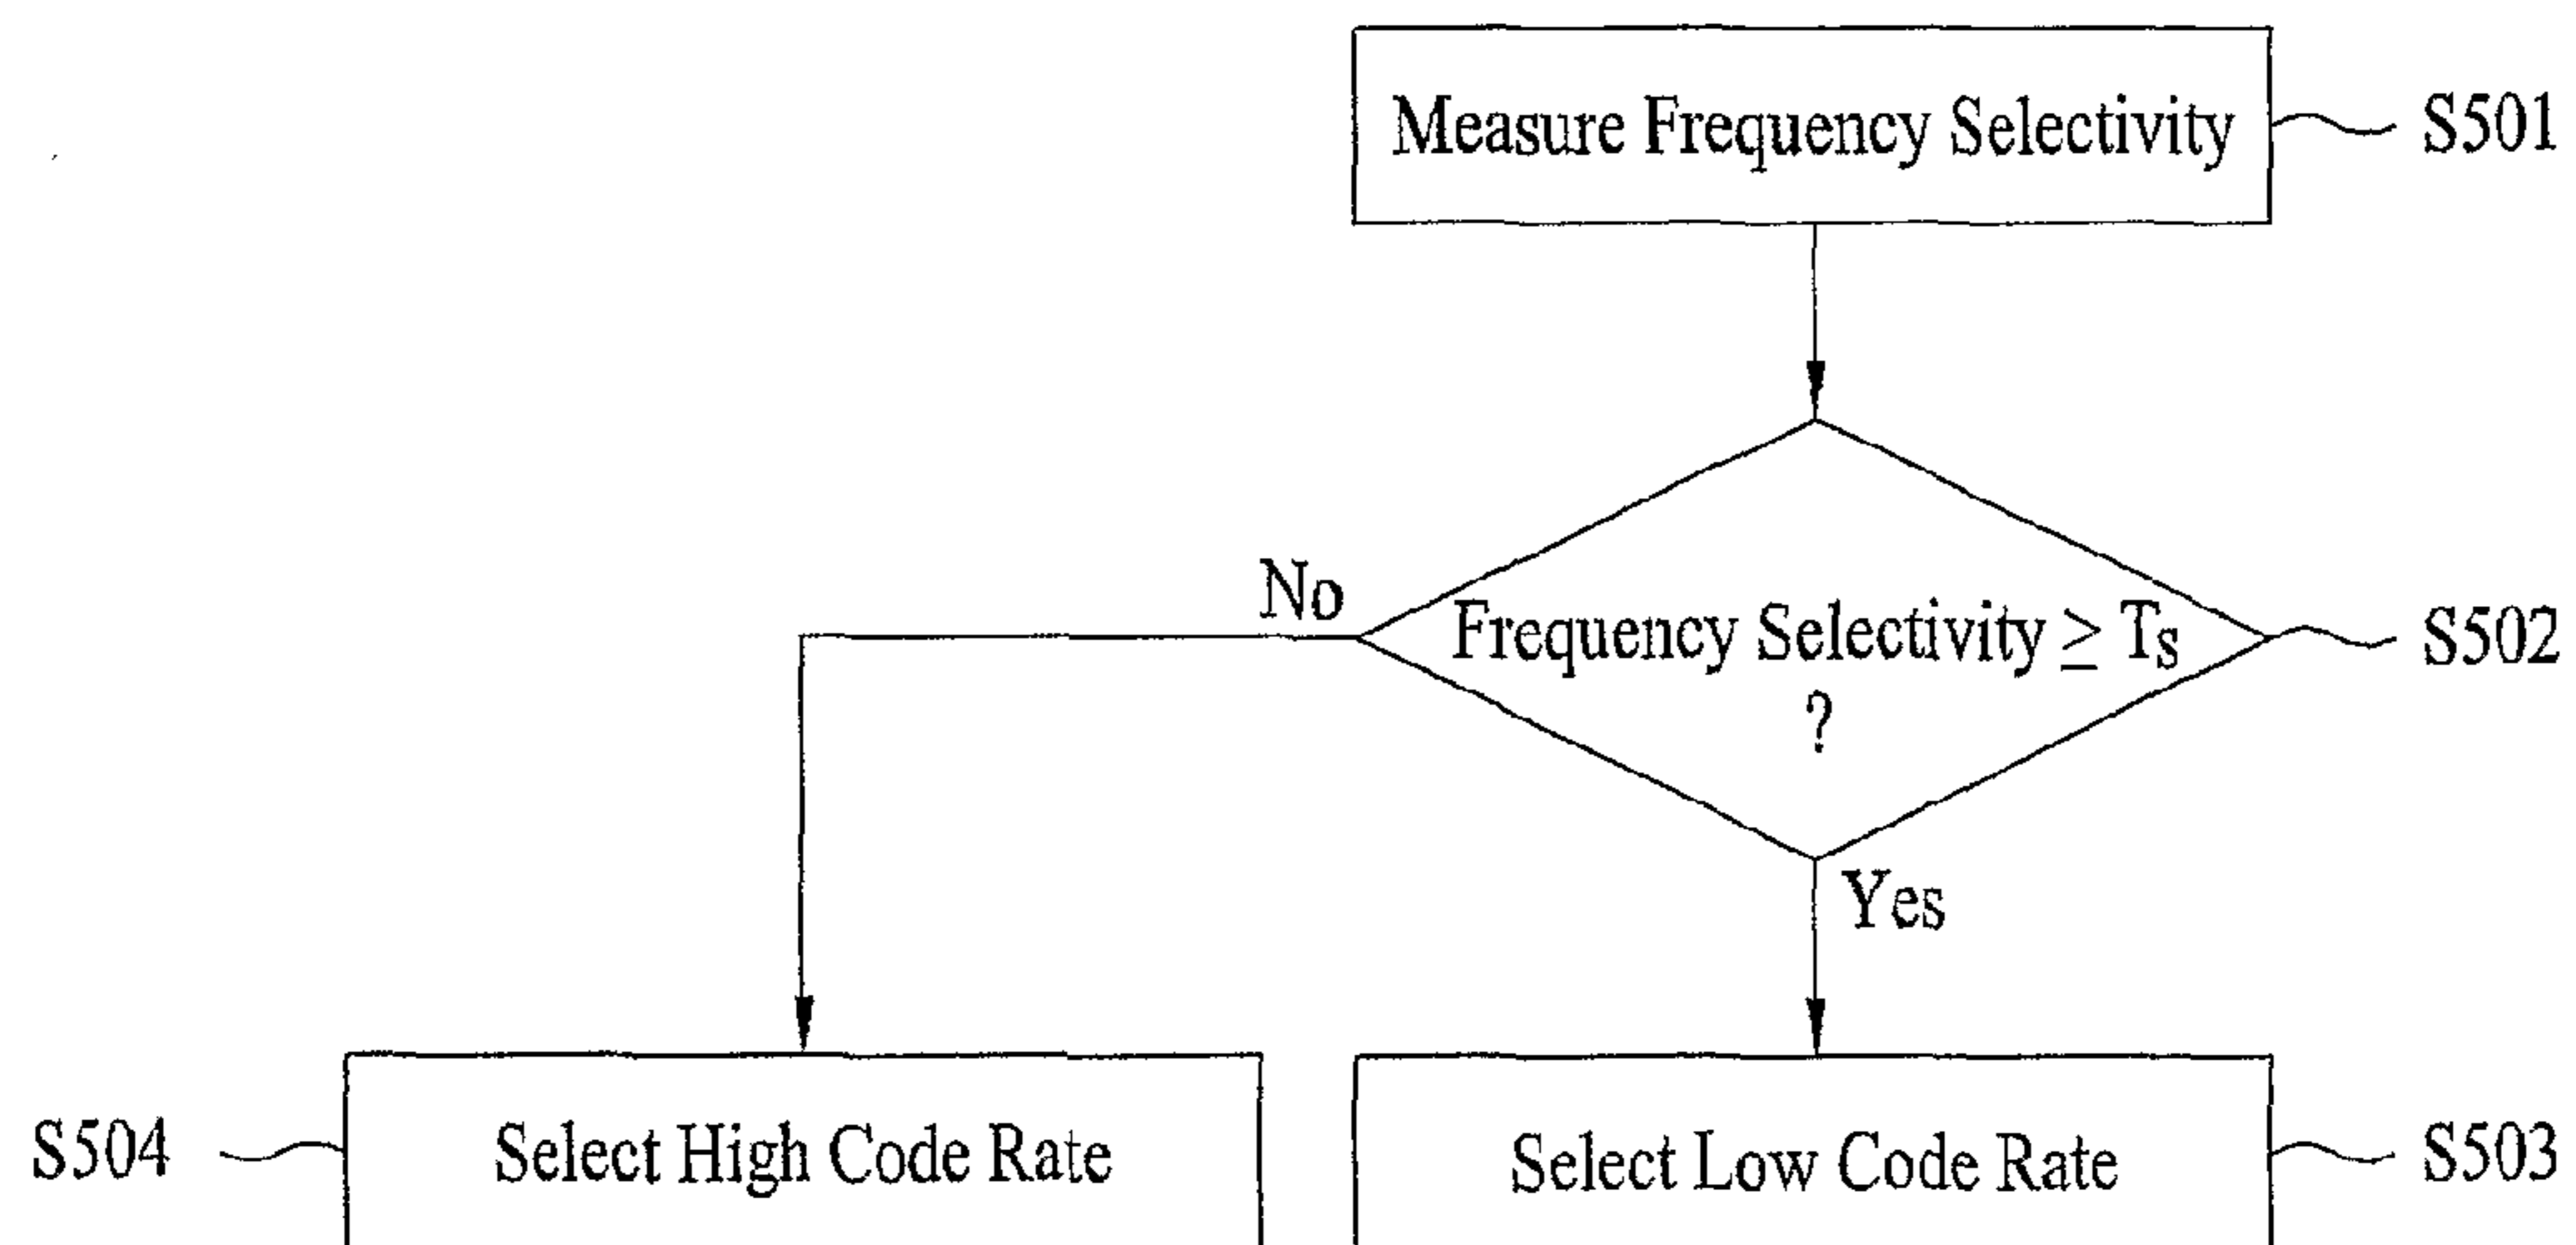 Measure Frequency Selectivity
S501
No
Frequency Selectivity ≥ Ts
?
S502
Yes
S504
Select High Code Rate
Select Low Code Rate
S503